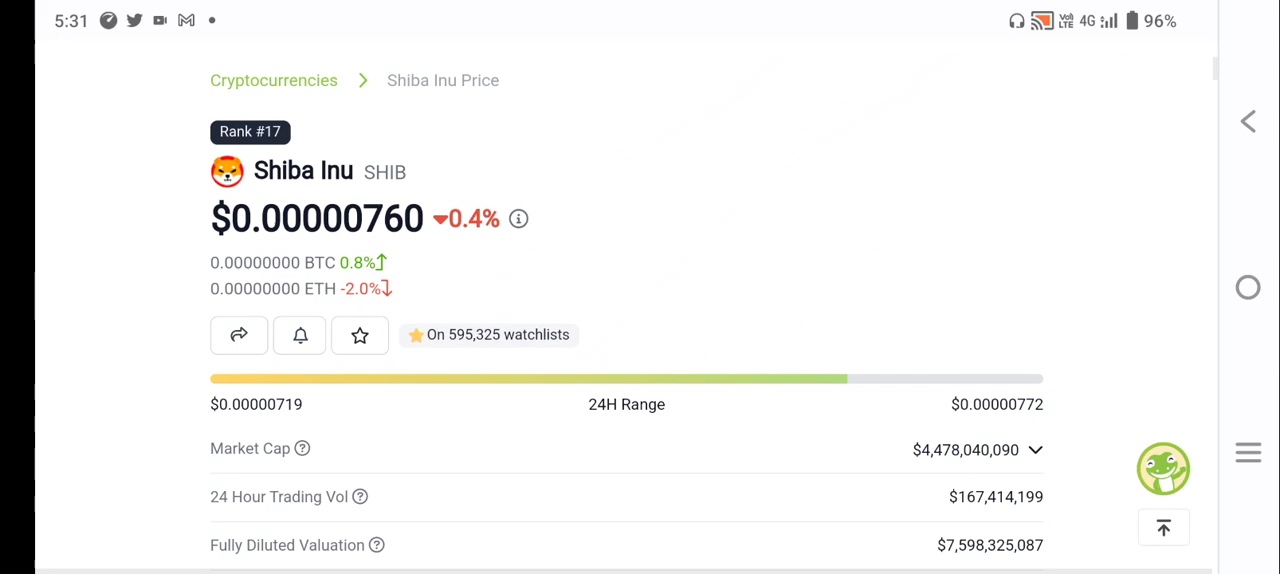 5:31 4G 96%
Cryptocurrencies Shiba Inu Price
Rank #17
Shiba Inu SHIB
$0.00000760 0.4%
0.00000000 BTC 0.8%
0.00000000 ETH -2.0%
On 595,325 watchlists
$0.00000719 24H Range $0.00000772
Market Cap $4,478,040,090
24 Hour Trading Vol $167,414,199
Fully Diluted Valuation $7,598,325,087